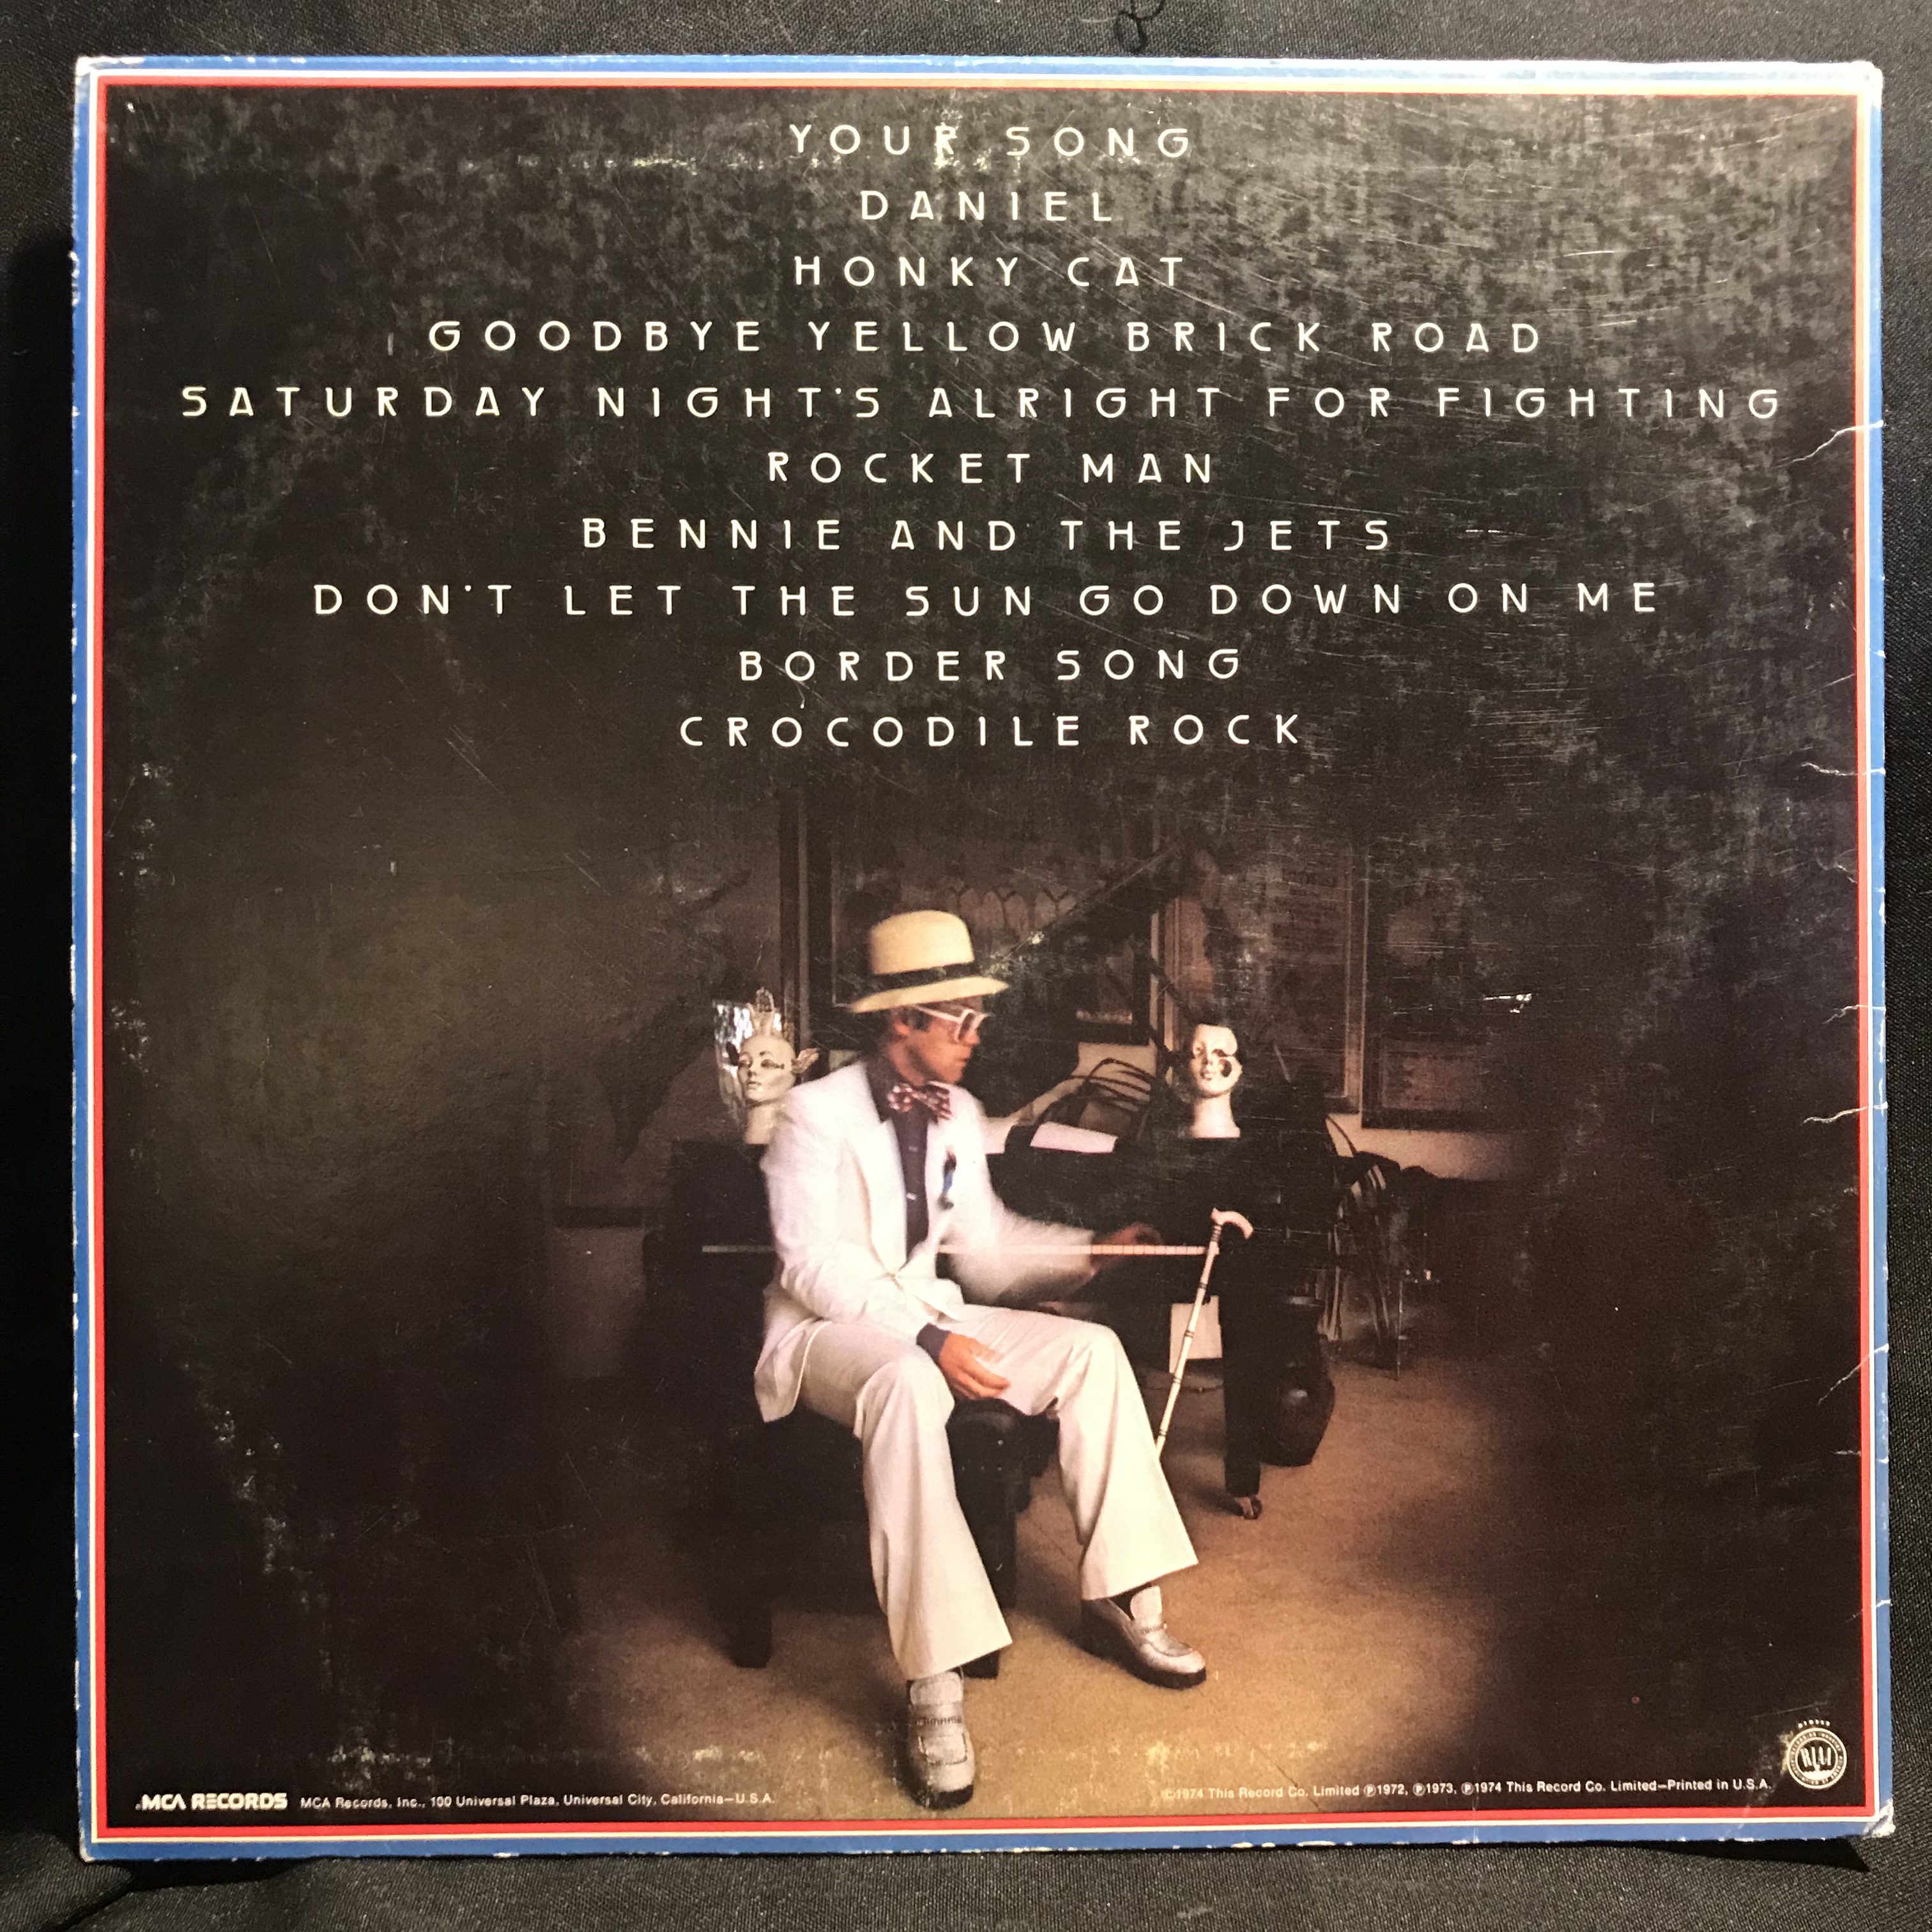 YOUR SONG
DANIEL
HONKY CAT
GOODBYE YELLOW BRICK ROAD
SATURDAY NIGHT'S ALRIGHT FOR FIGHTING
ROCKET MAN
BENNIE AND THE JETS
DON'T LET THE SUN GO DOWN ON ME
BORDER SONG
CROCODILE ROCK
MCA RECORDS MCA Records, Inc., 100 Universal Plaza, Universal City, California—U.S.A.
©1974 This Record Co. Limited ℗1972, ℗1973, ℗1974 This Record Co. Limited—Printed in U.S.A.